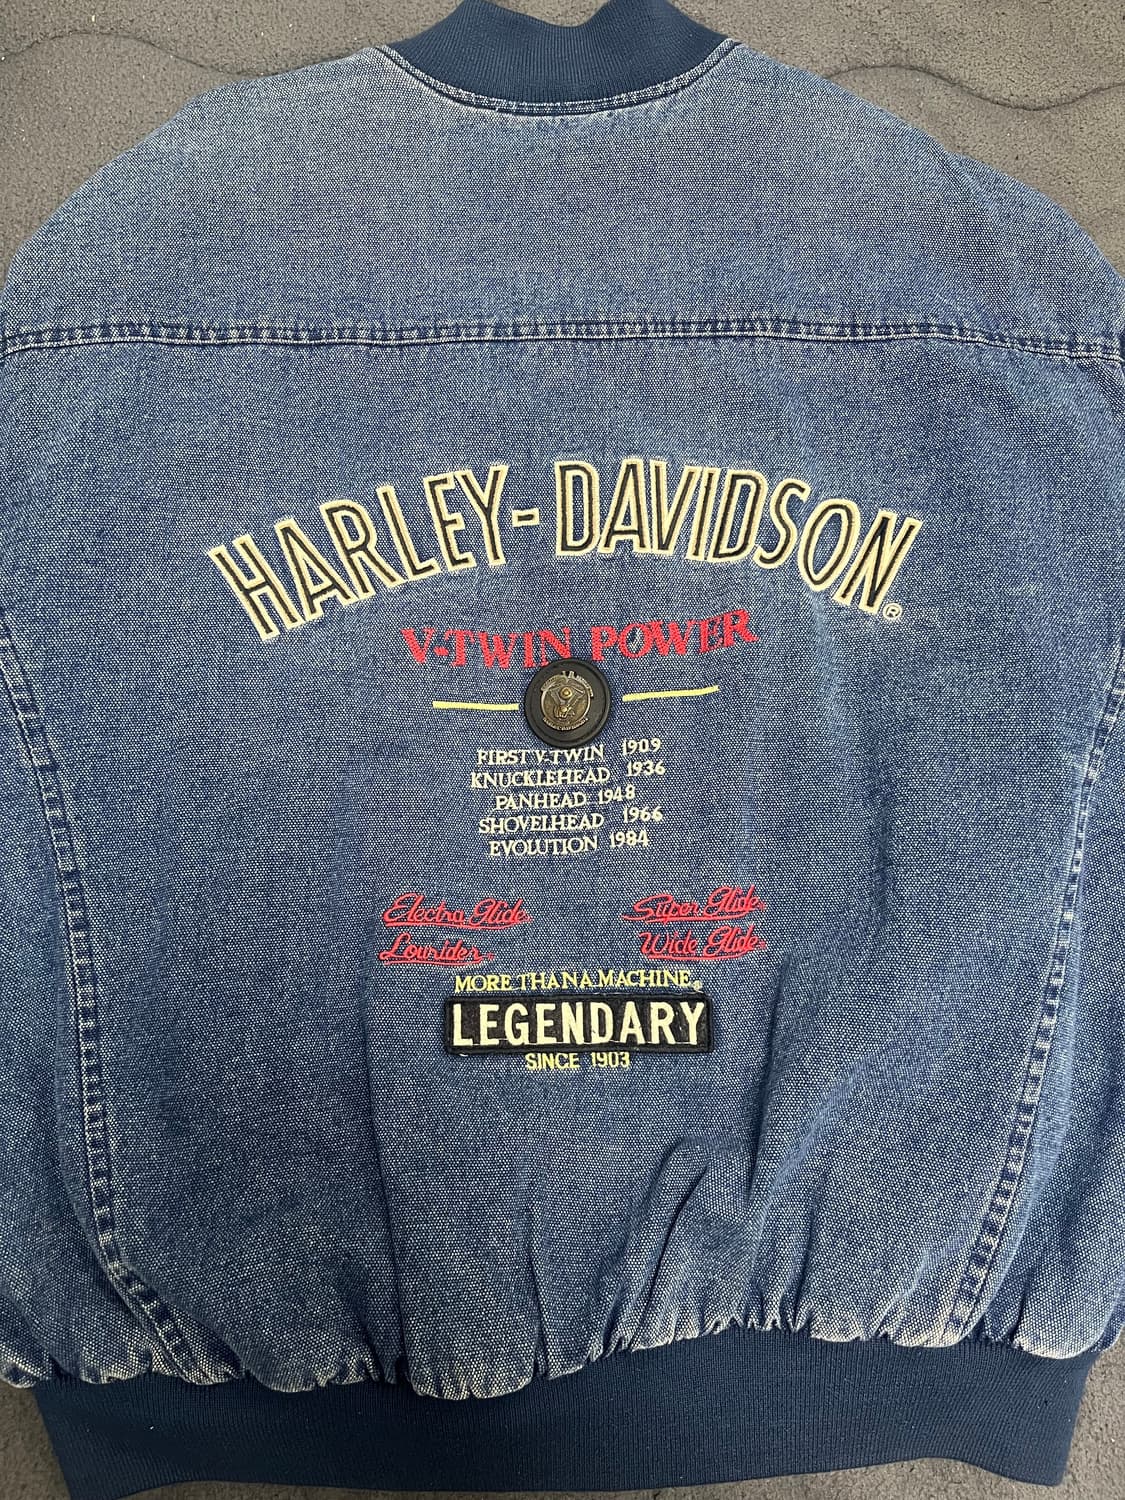 HARLEY-DAVIDSON®
V-TWIN POWER
FIRST V-TWIN 1909
KNUCKLEHEAD 1936
PANHEAD 1948
SHOVELHEAD 1966
EVOLUTION 1984
Electra Glide Super Glide
Lowrider Wide Glide
MORE THAN A MACHINE
LEGENDARY
SINCE 1903